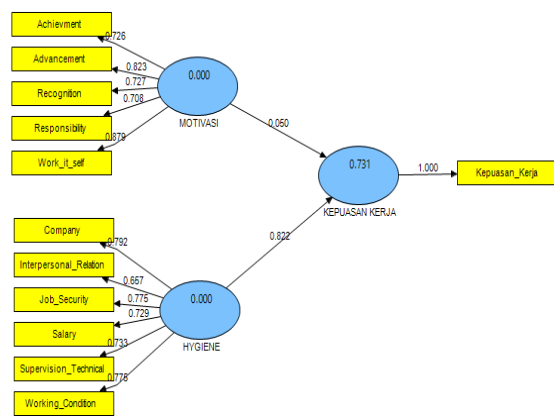 Achievment
0.726
Advancement
0.823
Recognition
0.727
Responsibility
0.708
Work_it_self
0.879
0.000
MOTIVASI
0.050
0.731
KEPUASAN KERJA
1.000
Kepuasan_Kerja
0.822
Company
0.792
Interpersonal_Relation
0.657
Job_Security
0.775
Salary
0.729
Supervision_Technical
0.733
Working_Condition
0.775
0.000
HYGIENE